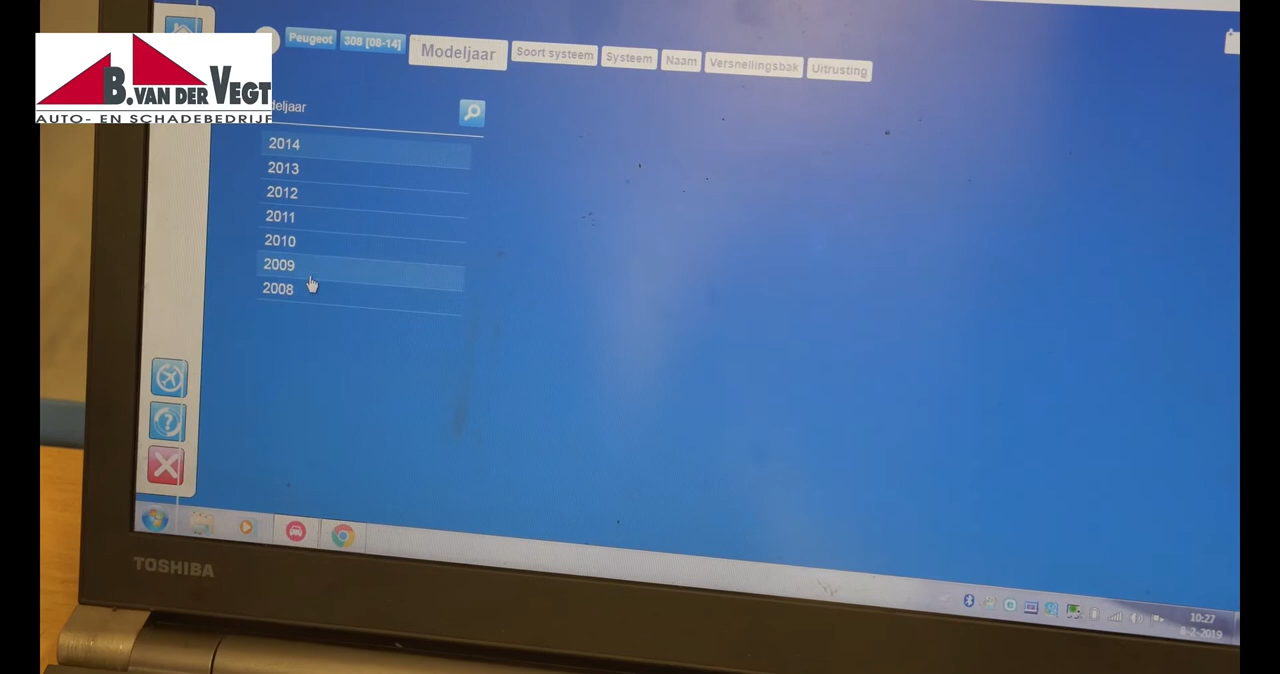 B. VAN DER VEGT
AUTO- EN SCHADEBEDRIJF
Peugeot
308 [08-14]
Modeljaar
Soort systeem
Systeem
Naam
Versnellingsbak
Uitrusting
deljaar
2014
2013
2012
2011
2010
2009
2008
TOSHIBA
10:27
8-2-2019